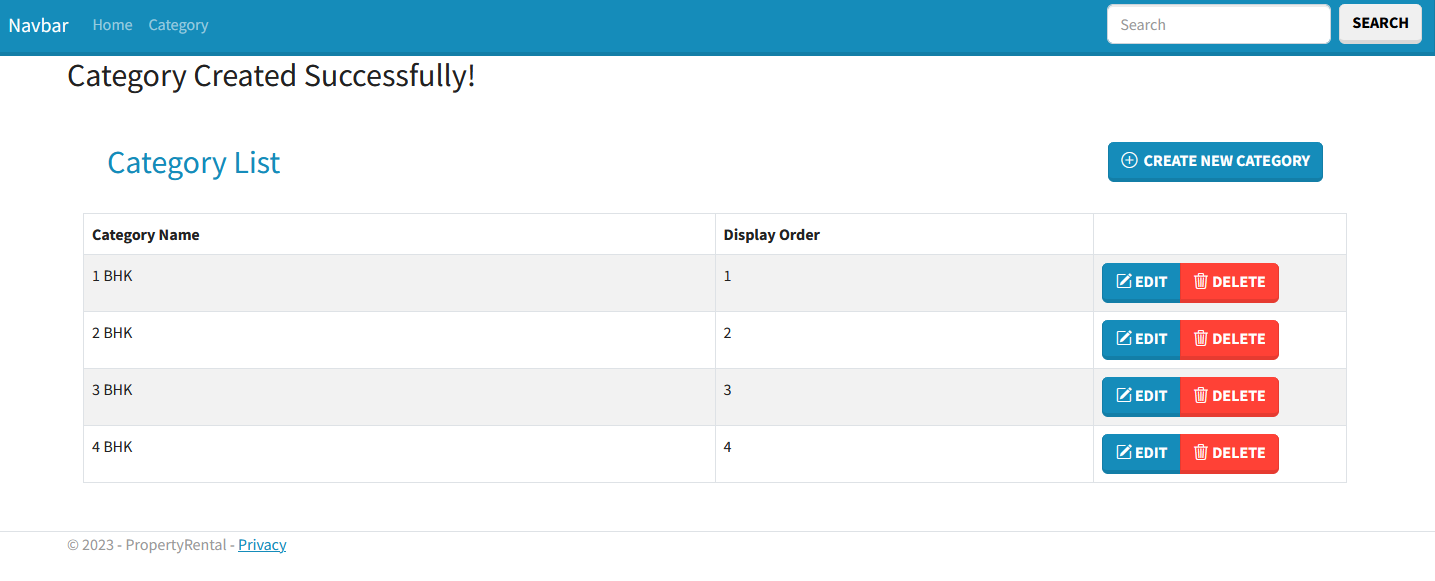 Navbar Home Category Search SEARCH
Category Created Successfully!
Category List CREATE NEW CATEGORY
Category Name Display Order
1 BHK 1 EDIT DELETE
2 BHK 2 EDIT DELETE
3 BHK 3 EDIT DELETE
4 BHK 4 EDIT DELETE
© 2023 - PropertyRental - Privacy